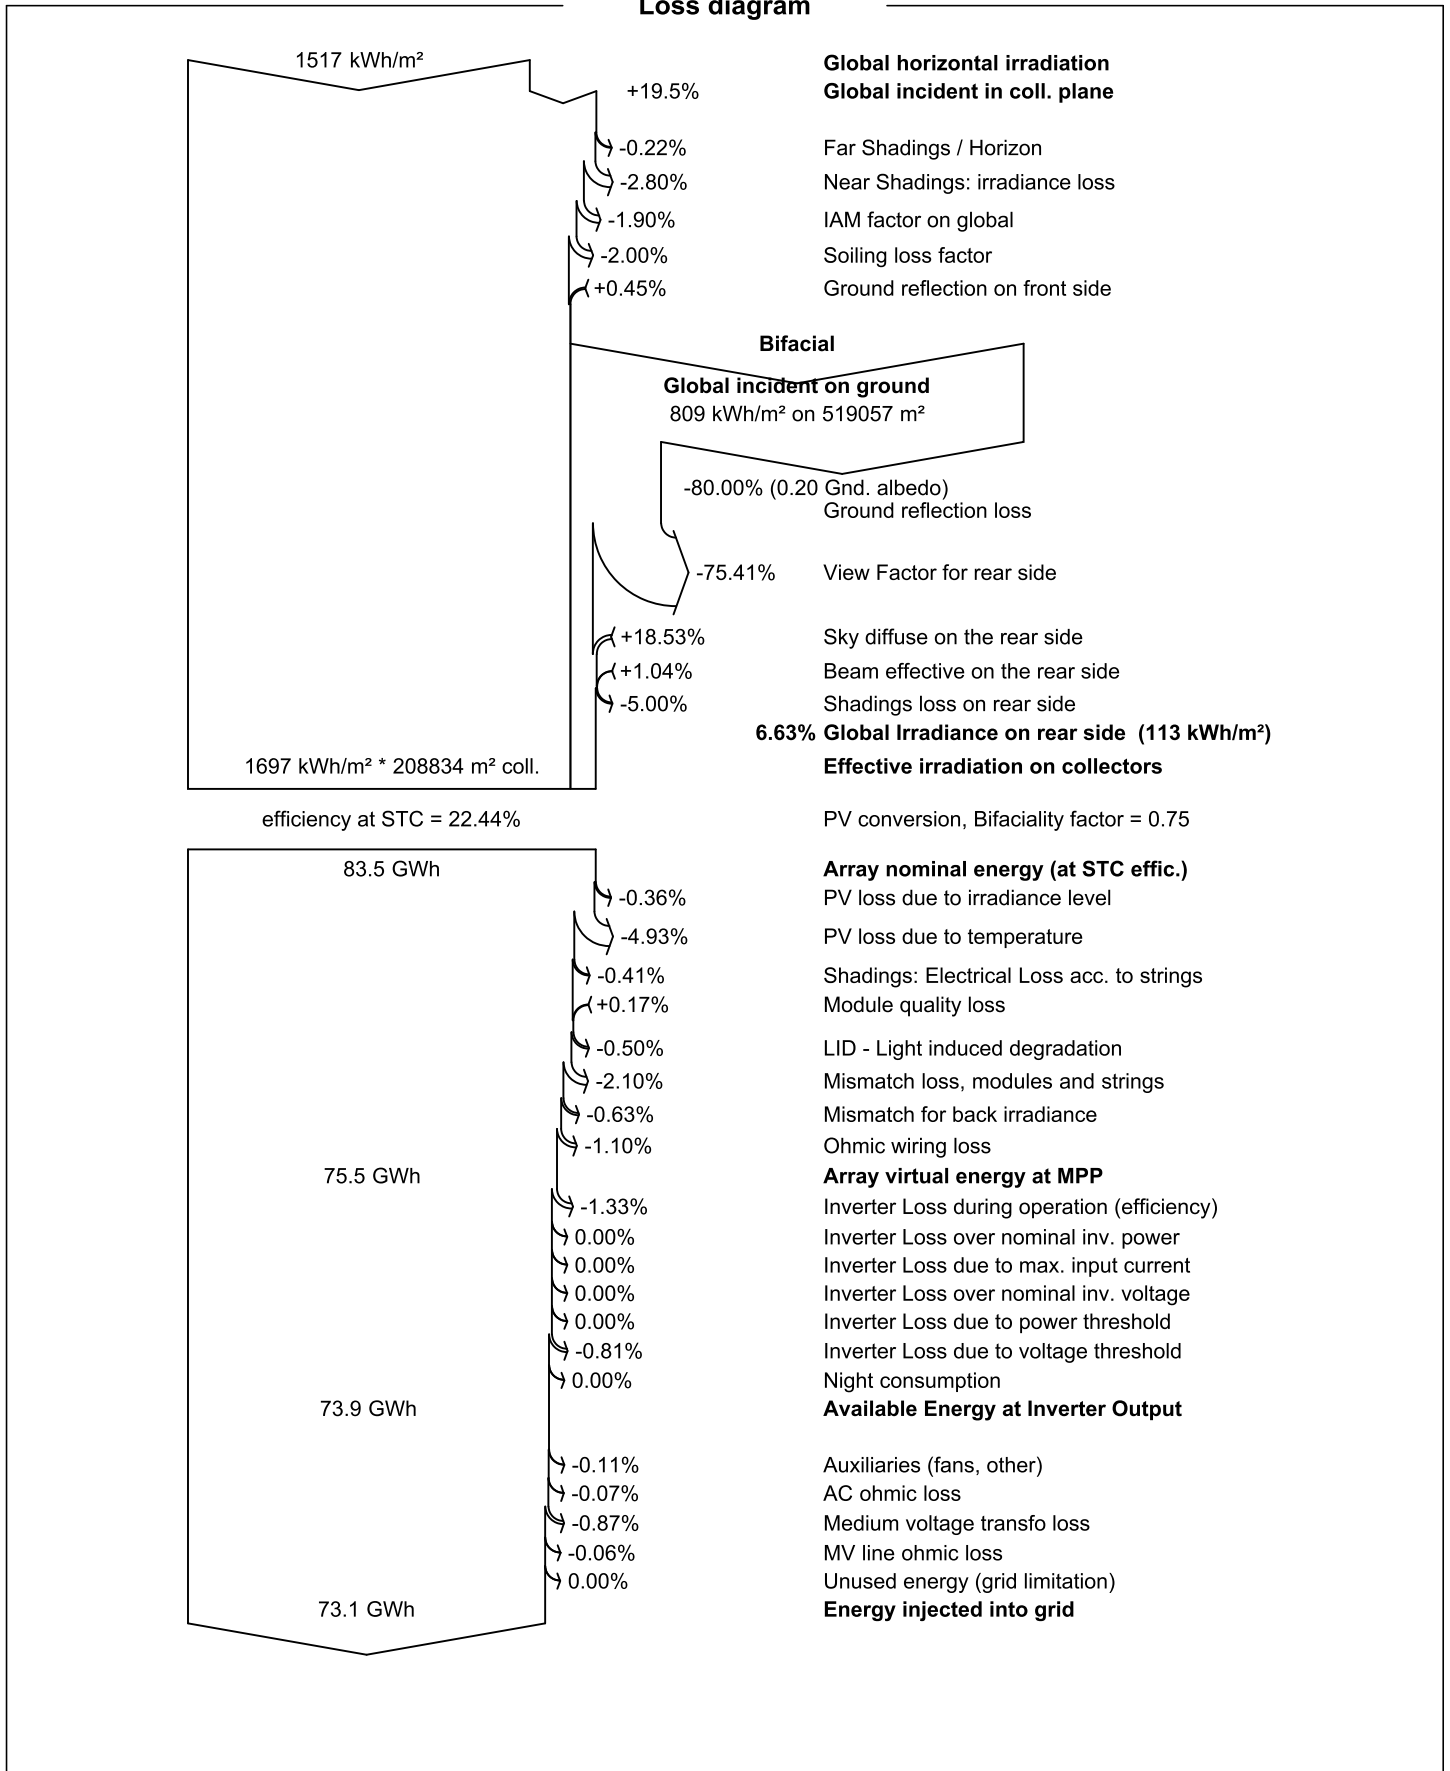 Loss diagram
1517 kWh/m²
Global horizontal irradiation
+19.5%
Global incident in coll. plane
-0.22%
Far Shadings / Horizon
-2.80%
Near Shadings: irradiance loss
-1.90%
IAM factor on global
-2.00%
Soiling loss factor
+0.45%
Ground reflection on front side
Bifacial
Global incident on ground
809 kWh/m² on 519057 m²
-80.00% (0.20 Gnd. albedo)
Ground reflection loss
-75.41%
View Factor for rear side
+18.53%
Sky diffuse on the rear side
+1.04%
Beam effective on the rear side
-5.00%
Shadings loss on rear side
6.63% Global Irradiance on rear side (113 kWh/m²)
1697 kWh/m² * 208834 m² coll.
Effective irradiation on collectors
efficiency at STC = 22.44%
PV conversion, Bifaciality factor = 0.75
83.5 GWh
Array nominal energy (at STC effic.)
-0.36%
PV loss due to irradiance level
-4.93%
PV loss due to temperature
-0.41%
Shadings: Electrical Loss acc. to strings
+0.17%
Module quality loss
-0.50%
LID - Light induced degradation
-2.10%
Mismatch loss, modules and strings
-0.63%
Mismatch for back irradiance
-1.10%
Ohmic wiring loss
75.5 GWh
Array virtual energy at MPP
-1.33%
Inverter Loss during operation (efficiency)
0.00%
Inverter Loss over nominal inv. power
0.00%
Inverter Loss due to max. input current
0.00%
Inverter Loss over nominal inv. voltage
0.00%
Inverter Loss due to power threshold
-0.81%
Inverter Loss due to voltage threshold
0.00%
Night consumption
73.9 GWh
Available Energy at Inverter Output
-0.11%
Auxiliaries (fans, other)
-0.07%
AC ohmic loss
-0.87%
Medium voltage transfo loss
-0.06%
MV line ohmic loss
0.00%
Unused energy (grid limitation)
73.1 GWh
Energy injected into grid